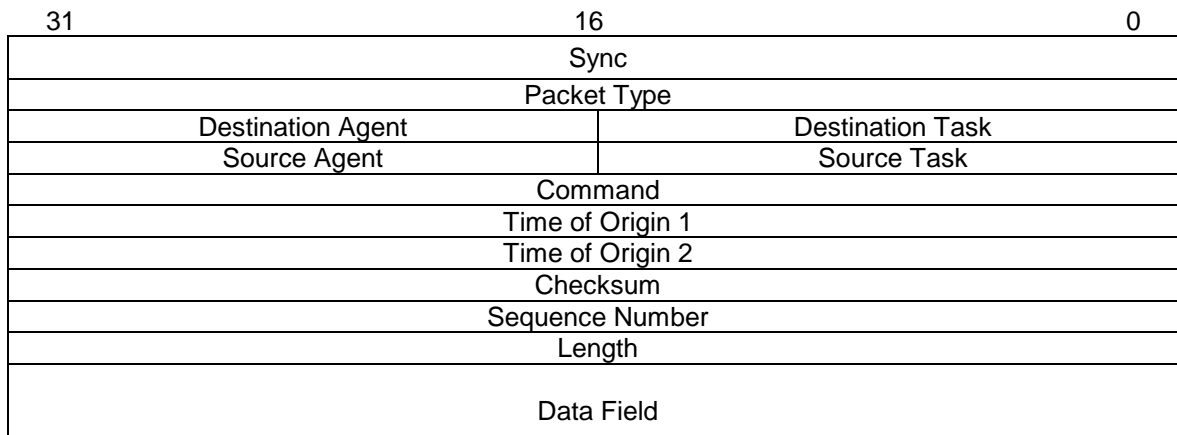 31 16 0
Sync
Packet Type
Destination Agent Destination Task
Source Agent Source Task
Command
Time of Origin 1
Time of Origin 2
Checksum
Sequence Number
Length
Data Field